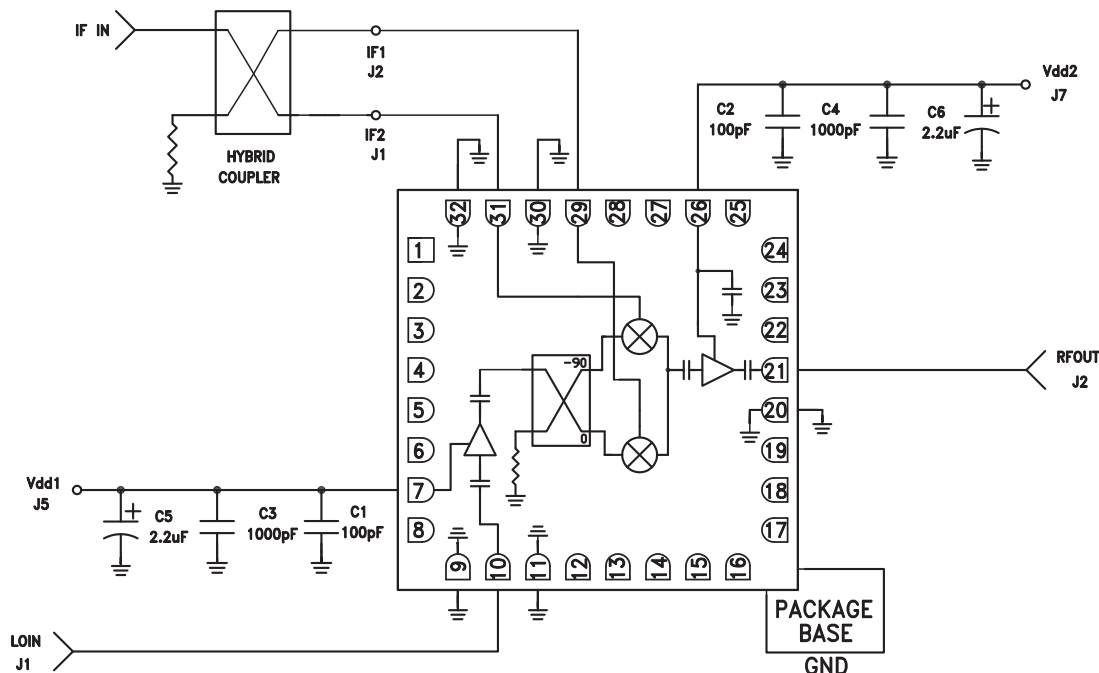 IF IN
IF1
J2
IF2
J1
HYBRID
COUPLER
Vdd2
J7
C2
100pF
C4
1000pF
C6
2.2uF
+
32
31
30
29
28
27
26
25
1
2
3
4
5
6
7
8
24
23
22
21
20
19
18
17
-90
0
RFOUT
J2
Vdd1
J5
+
C5
2.2uF
C3
1000pF
C1
100pF
9
10
11
12
13
14
15
16
LOIN
J1
PACKAGE
BASE
GND